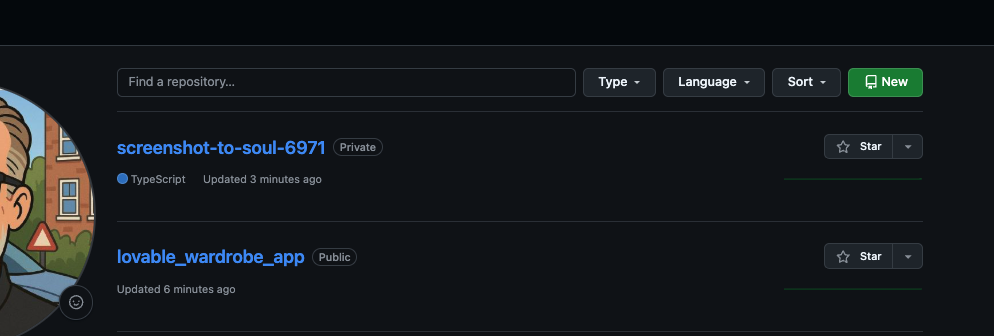 Find a repository...
Type
Language
Sort
New
screenshot-to-soul-6971 Private
Star
TypeScript Updated 3 minutes ago
lovable_wardrobe_app Public
Star
Updated 6 minutes ago